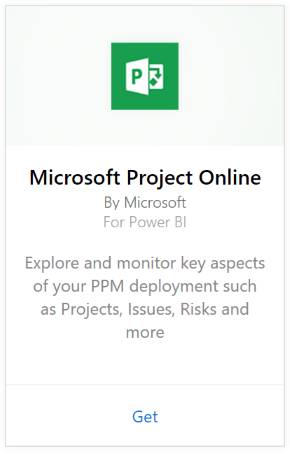 P
Microsoft Project Online
By Microsoft
For Power BI
Explore and monitor key aspects
of your PPM deployment such
as Projects, Issues, Risks and
more
Get